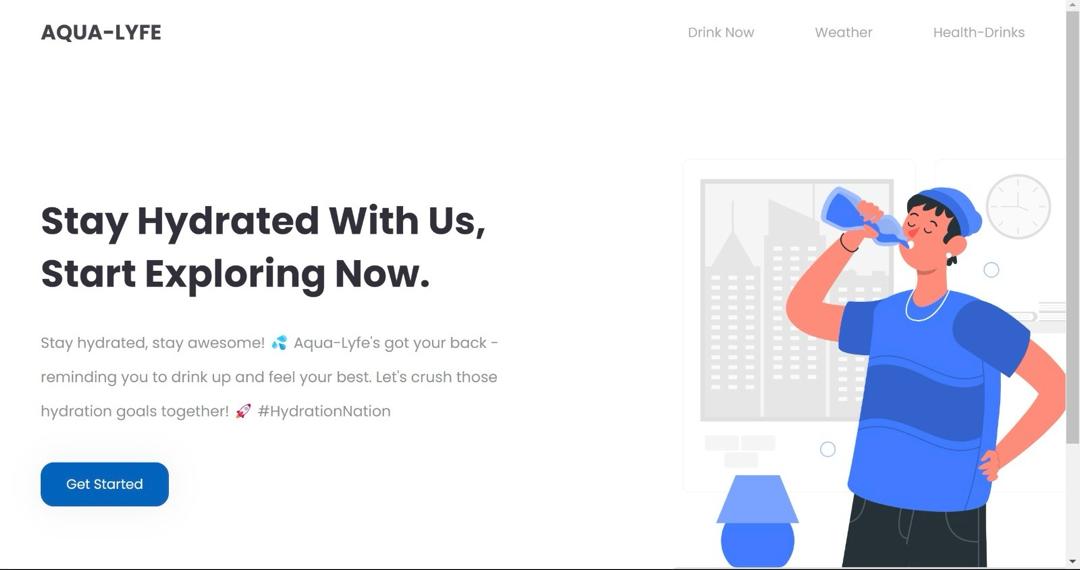 AQUA-LYFE
Drink Now Weather Health-Drinks
Stay Hydrated With Us,
Start Exploring Now.
Stay hydrated, stay awesome! 💦 Aqua-Lyfe's got your back -
reminding you to drink up and feel your best. Let's crush those
hydration goals together! 🚀 #HydrationNation
Get Started